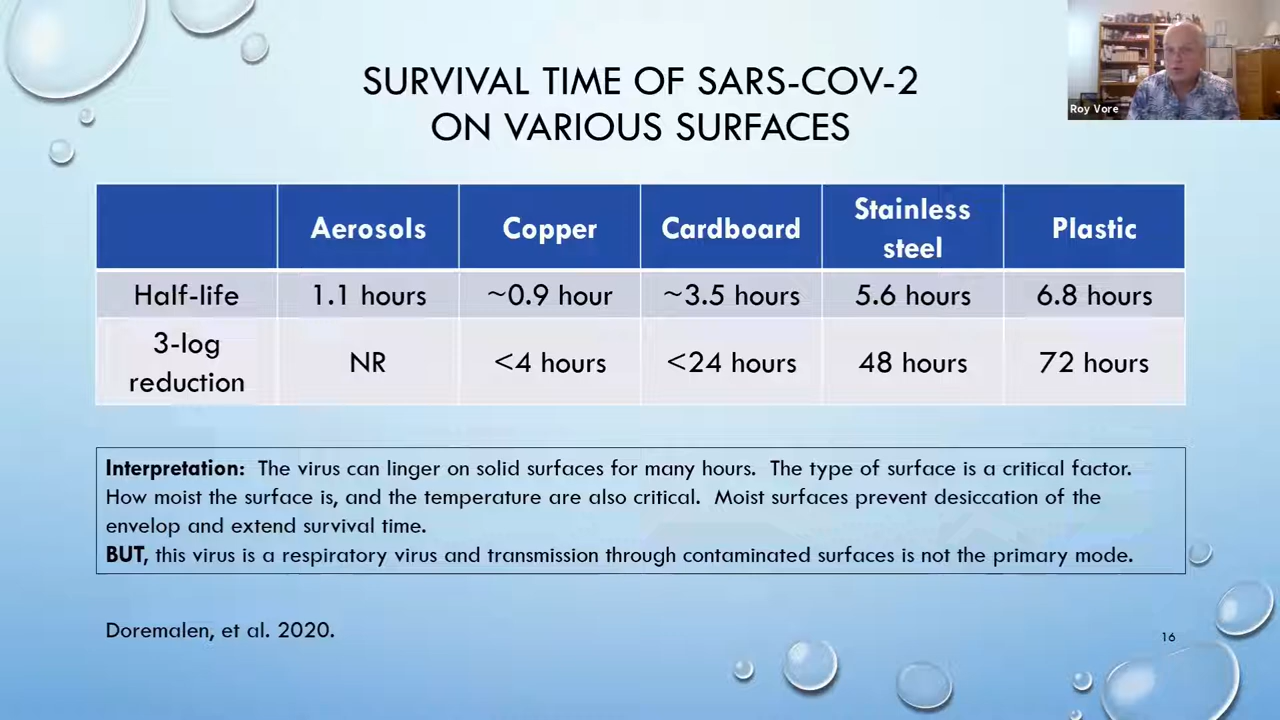 SURVIVAL TIME OF SARS-COV-2
ON VARIOUS SURFACES
Roy Vore
Aerosols Copper Cardboard Stainless steel Plastic
Half-life 1.1 hours ~0.9 hour ~3.5 hours 5.6 hours 6.8 hours
3-log reduction NR <4 hours <24 hours 48 hours 72 hours
Interpretation: The virus can linger on solid surfaces for many hours. The type of surface is a critical factor.
How moist the surface is, and the temperature are also critical. Moist surfaces prevent desiccation of the
envelop and extend survival time.
BUT, this virus is a respiratory virus and transmission through contaminated surfaces is not the primary mode.
Doremalen, et al. 2020.
16